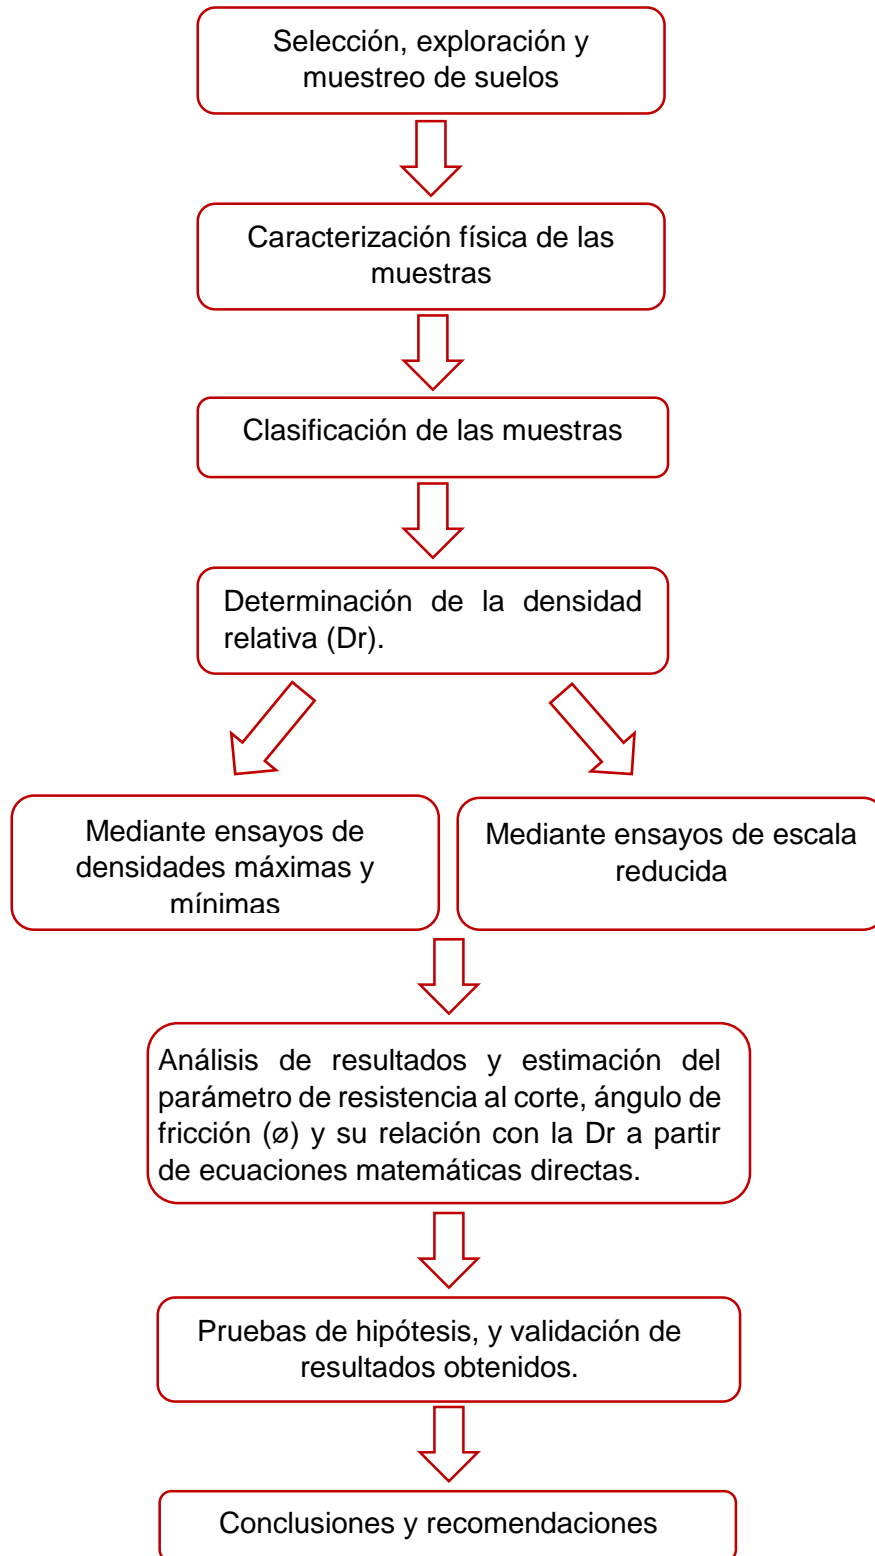 Selección, exploración y
muestreo de suelos
Caracterización física de las
muestras
Clasificación de las muestras
Determinación de la densidad
relativa (Dr).
Mediante ensayos de
densidades máximas y
mínimas
Mediante ensayos de escala
reducida
Análisis de resultados y estimación del
parámetro de resistencia al corte, ángulo de
fricción (ø) y su relación con la Dr a partir
de ecuaciones matemáticas directas.
Pruebas de hipótesis, y validación de
resultados obtenidos.
Conclusiones y recomendaciones